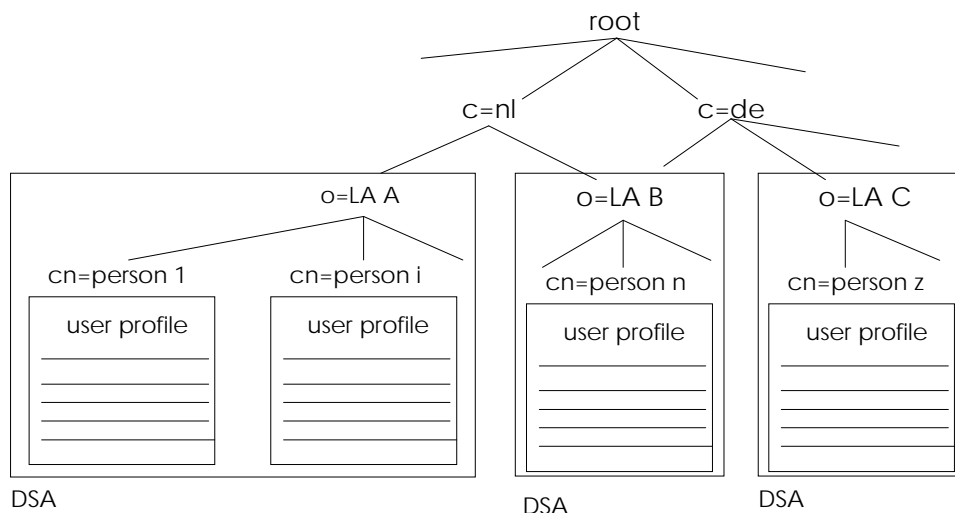 root
c=nl c=de
o=LA A o=LA B o=LA C
cn=person 1 cn=person i cn=person n cn=person z
user profile user profile user profile user profile
DSA DSA DSA